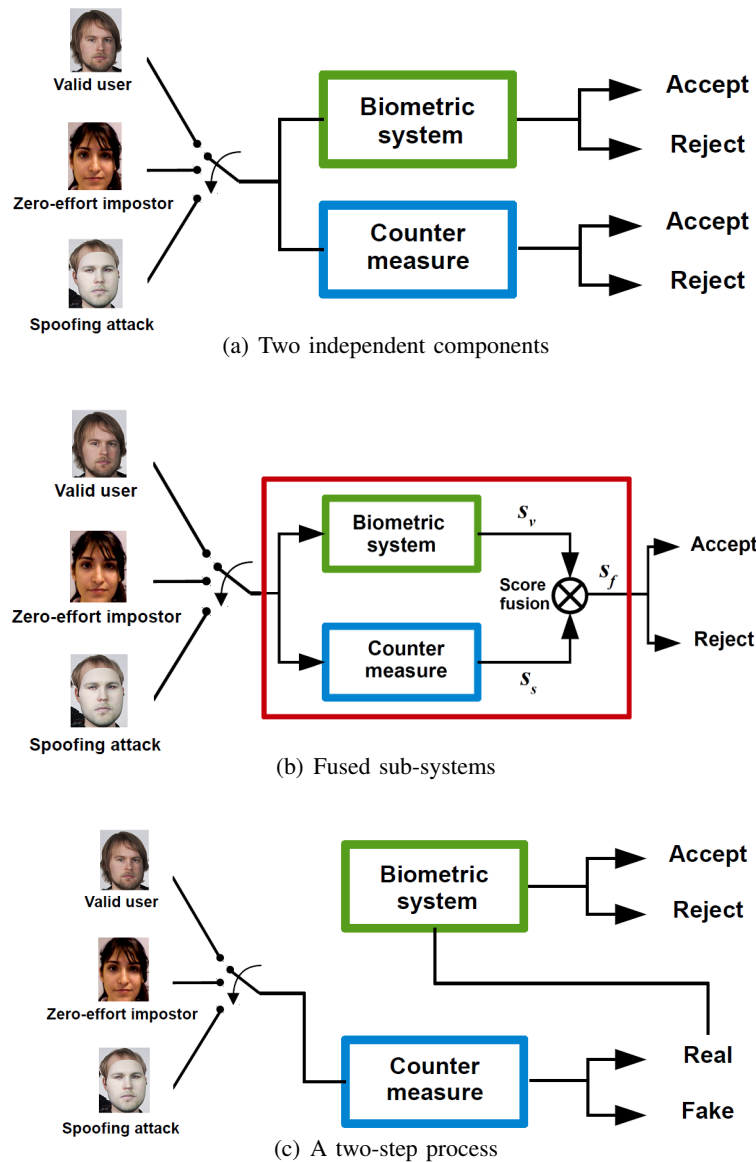 Valid user
Zero-effort impostor
Spoofing attack
Biometric
system
Counter
measure
Accept
Reject
Accept
Reject
(a) Two independent components
Valid user
Zero-effort impostor
Spoofing attack
Biometric
system
Counter
measure
s_v
s_s
Score
fusion
s_f
Accept
Reject
(b) Fused sub-systems
Valid user
Zero-effort impostor
Spoofing attack
Biometric
system
Accept
Reject
Counter
measure
Real
Fake
(c) A two-step process